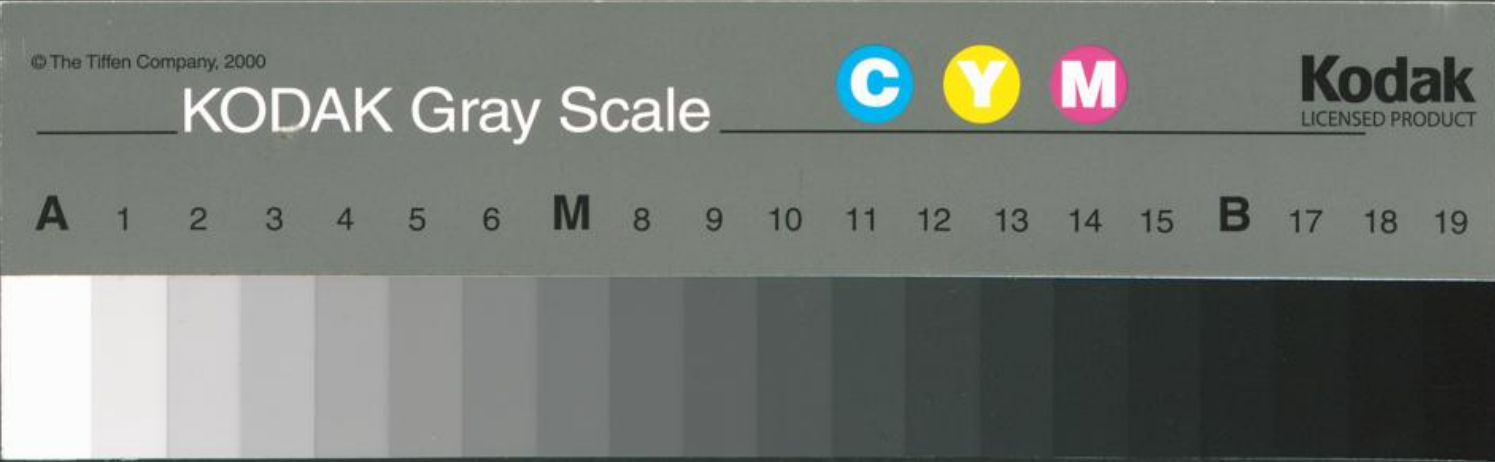 © The Tiffen Company, 2000
KODAK Gray Scale
C Y M
Kodak
LICENSED PRODUCT
A 1 2 3 4 5 6 M 8 9 10 11 12 13 14 15 B 17 18 19